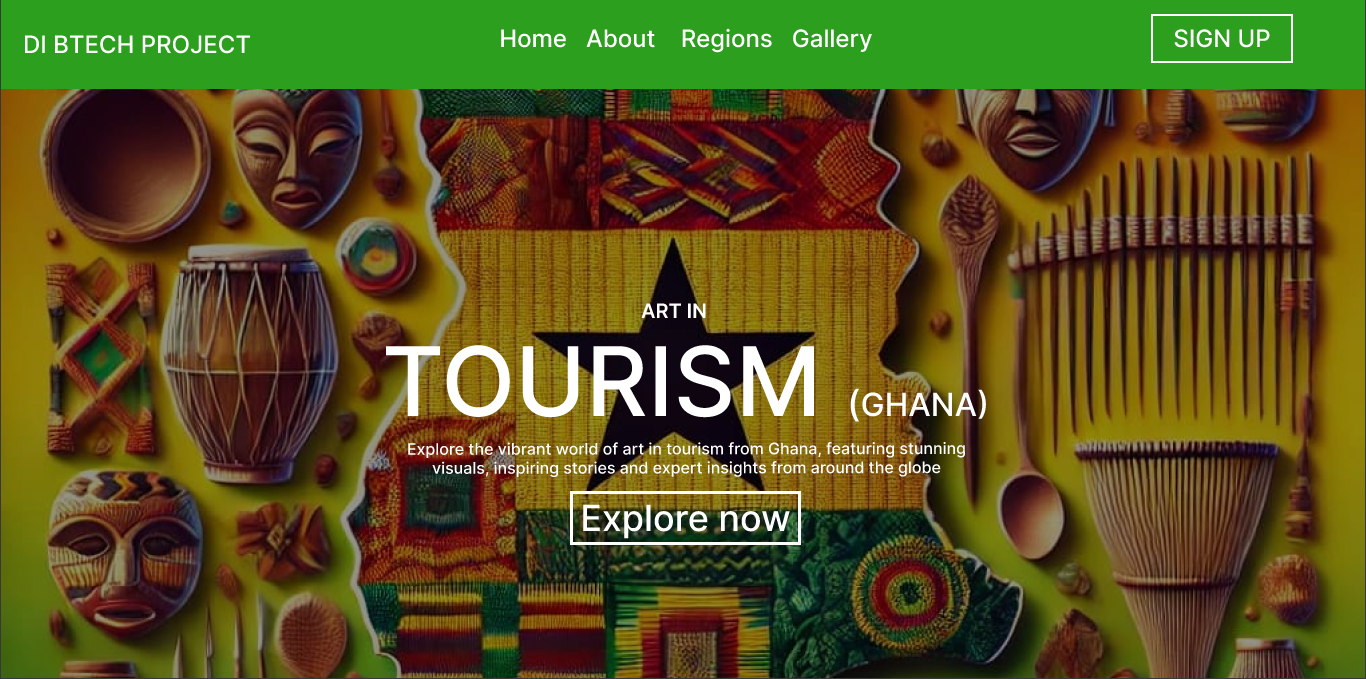 DI BTECH PROJECT
Home About Regions Gallery
SIGN UP
ART IN
TOURISM (GHANA)
Explore the vibrant world of art in tourism from Ghana, featuring stunning
visuals, inspiring stories and expert insights from around the globe
Explore now